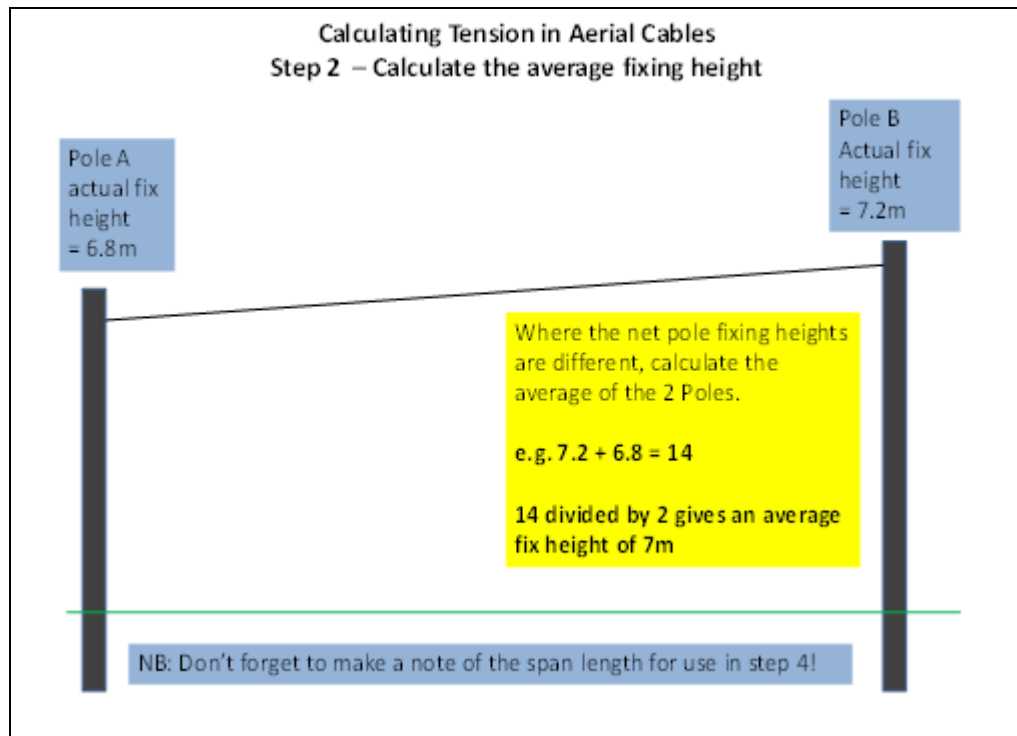 Calculating Tension in Aerial Cables
Step 2 – Calculate the average fixing height
Pole A
actual fix
height
= 6.8m
Pole B
Actual fix
height
= 7.2m
Where the net pole fixing heights
are different, calculate the
average of the 2 Poles.
e.g. 7.2 + 6.8 = 14
14 divided by 2 gives an average
fix height of 7m
NB: Don't forget to make a note of the span length for use in step 4!